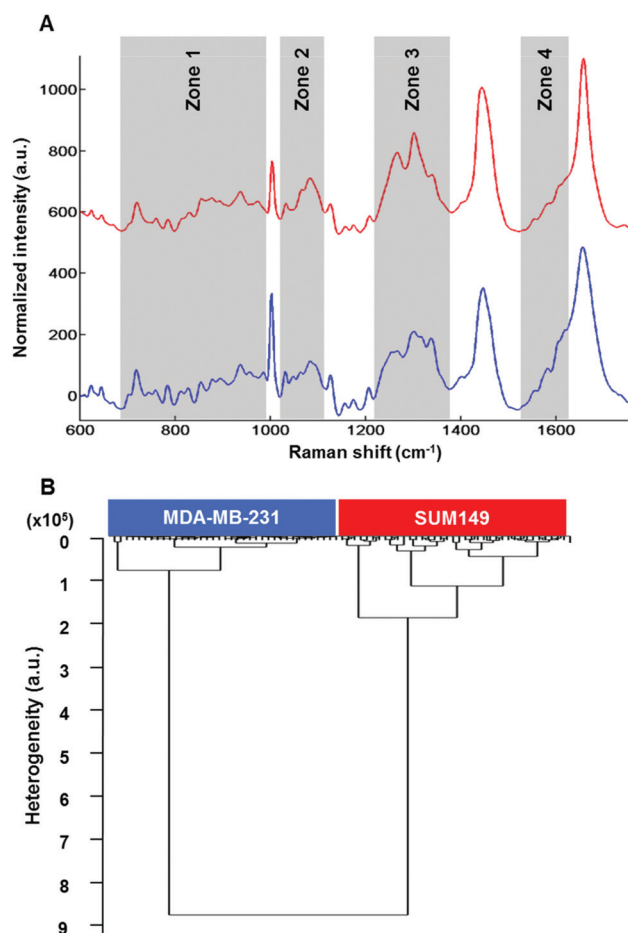 A
Zone 1
Zone 2
Zone 3
Zone 4
Normalized intensity (a.u.)
1000
800
600
400
200
0
600
800
1000
1200
1400
1600
Raman shift (cm⁻¹)
B
(x10⁵)
MDA-MB-231
SUM149
Heterogeneity (a.u.)
0
1
2
3
4
5
6
7
8
9